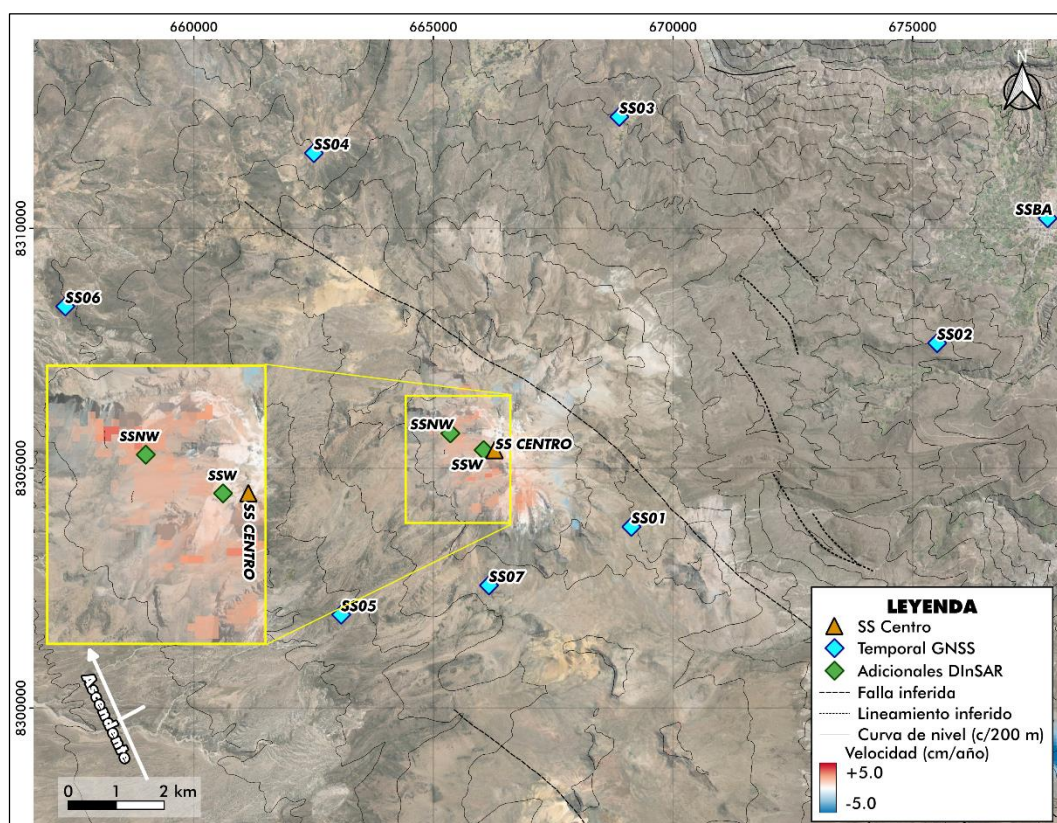 660000
665000
670000
675000
N
SS03
SS04
SSBA
8310000
SS06
SS02
SSNW
SS CENTRO
SSW
SSNW
SSW
SS CENTRO
8305000
SS01
SS07
SS05
8300000
Ascendente
0 1 2 km
LEYENDA
SS Centro
Temporal GNSS
Adicionales DInSAR
Falla inferida
Lineamiento inferido
Curva de nivel (c/200 m)
Velocidad (cm/año)
+5.0
-5.0